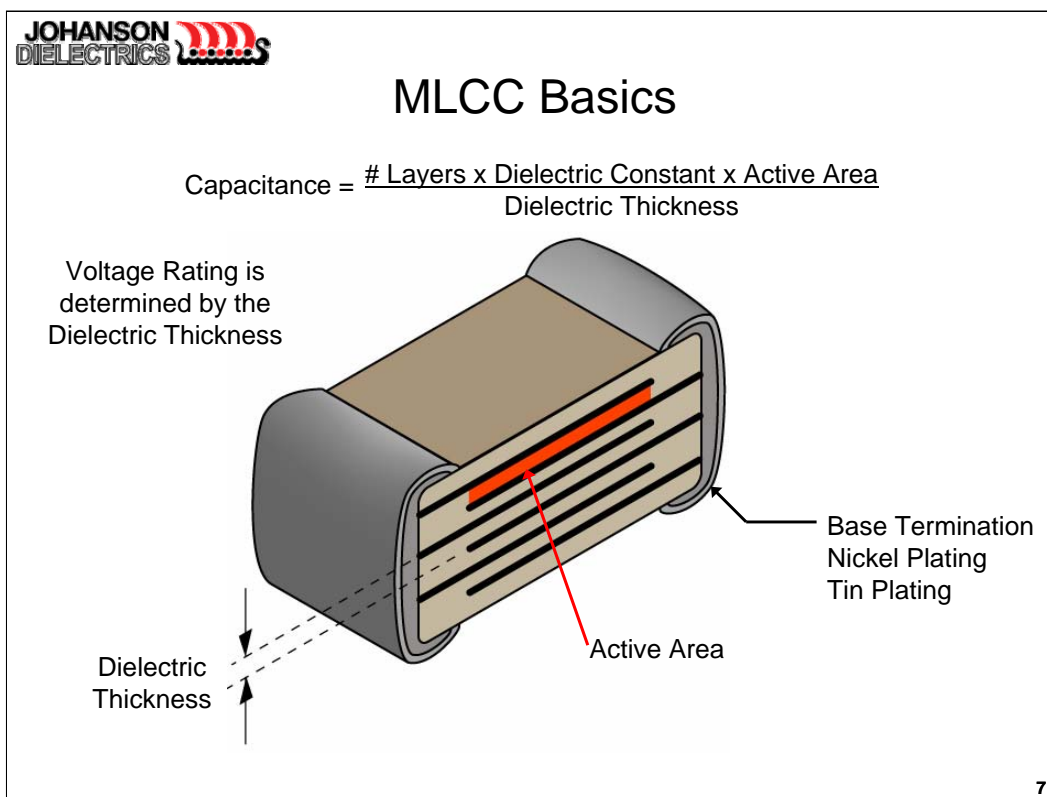 JOHANSON
DIELECTRICS
MLCC Basics
Capacitance = # Layers x Dielectric Constant x Active Area
Dielectric Thickness
Voltage Rating is
determined by the
Dielectric Thickness
Base Termination
Nickel Plating
Tin Plating
Active Area
Dielectric
Thickness
7